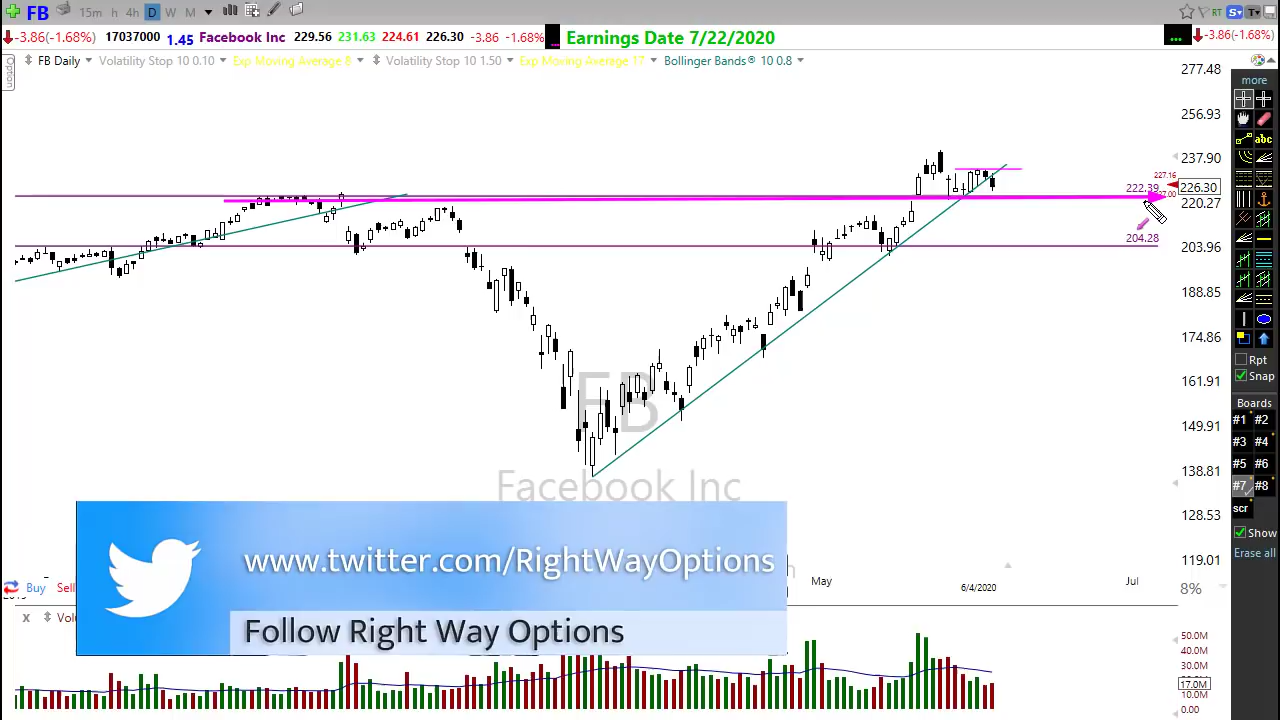 FB 15m h 4h D W M RT S T
-3.86(-1.68%) 17037000 1.45 Facebook Inc 229.56 231.63 224.61 226.30 -3.86 -1.68% ... Earnings Date 7/22/2020 ... -3.86(-1.68%)
Option
FB Daily Volatility Stop 10 0.10 Exp Moving Average 8 Volatility Stop 10 1.50 Exp Moving Average 17 Bollinger Bands® 10 0.8
277.48
256.93
237.90
227.16
222.39
226.30
220.27
204.28
203.96
188.85
174.86
161.91
149.91
138.81
128.53
119.01
FB
Facebook Inc
more
abc
Rpt
Snap
Boards
#1 #2
#3 #4
#5 #6
#7 #8
scr
Show
Erase all
www.twitter.com/RightWayOptions
Follow Right Way Options
Buy Sell
May 6/4/2020 Jul
8%
x
50.0M
40.0M
30.0M
17.0M
10.0M
0.00